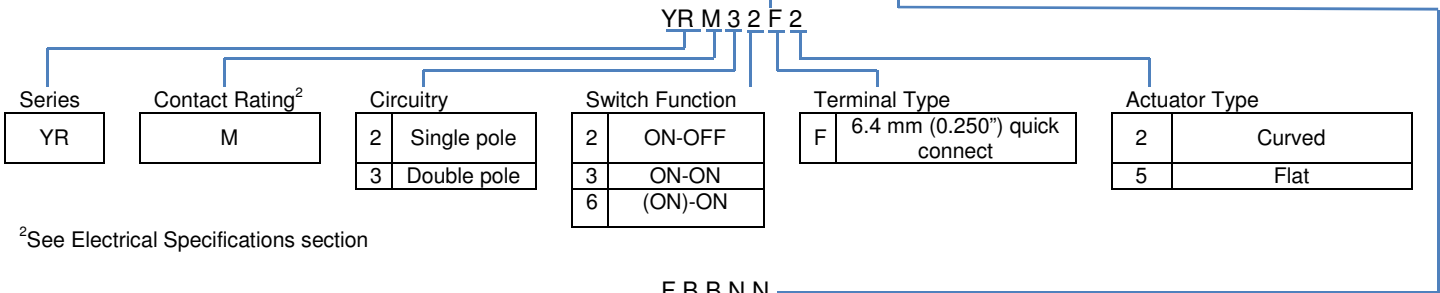 YR M 3 2 F 2
Series Contact Rating² Circuitry Switch Function Terminal Type Actuator Type
YR M 2 Single pole 2 ON-OFF F 6.4 mm (0.250”) quick connect 2 Curved
3 Double pole 3 ON-ON 5 Flat
6 (ON)-ON
²See Electrical Specifications section